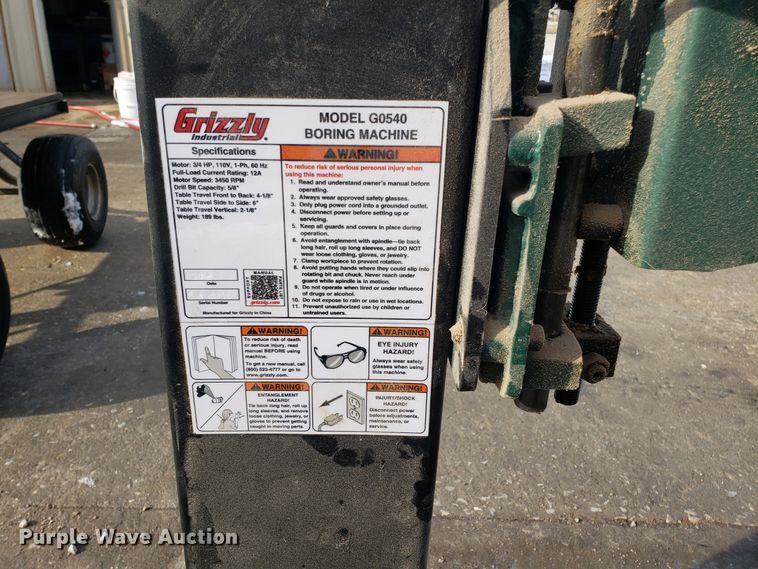 Grizzly
Industrial
MODEL G0540
BORING MACHINE
Specifications
Motor: 3/4 HP, 110V, 1-Ph, 60 Hz
Full-Load Current Rating: 12A
Motor Speed: 3450 RPM
Drill Bit Capacity: 5/8"
Table Travel Front to Back: 4-1/8"
Table Travel Side to Side: 6"
Table Travel Vertical: 2-1/8"
Weight: 189 lbs.
Date
Serial Number
Manufactured for Grizzly in China
MANUAL
SUPPORT
grizzly.com
WARNING!
To reduce risk of serious personal injury when
using this machine:
1. Read and understand owner's manual before
operating.
2. Always wear approved safety glasses.
3. Only plug power cord into a grounded outlet.
4. Disconnect power before setting up or
servicing.
5. Keep all guards and covers in place during
operation.
6. Avoid entanglement with spindle—tie back
long hair, roll up long sleeves, and DO NOT
wear loose clothing, gloves, or jewelry.
7. Clamp workpiece to prevent rotation.
8. Avoid putting hands where they could slip into
rotating bit and chuck. Never reach under
guard while spindle is in motion.
9. Do not operate when tired or under influence
of drugs or alcohol.
10. Do not expose to rain or use in wet locations.
11. Prevent unauthorized use by children or
untrained users.
WARNING!
To reduce risk of death
or serious injury, read
manual BEFORE using
machine.
To get a new manual, call
(800) 523-4777 or go to
www.grizzly.com.
WARNING!
EYE INJURY
HAZARD!
Always wear safety
glasses when using
this machine.
WARNING!
ENTANGLEMENT
HAZARD!
Tie back long hair, roll up
long sleeves, and remove
loose clothing, jewelry, or
gloves to prevent getting
caught in moving parts.
WARNING!
INJURY/SHOCK
HAZARD!
Disconnect power
before adjustments,
maintenance, or
service.
Purple Wave Auction